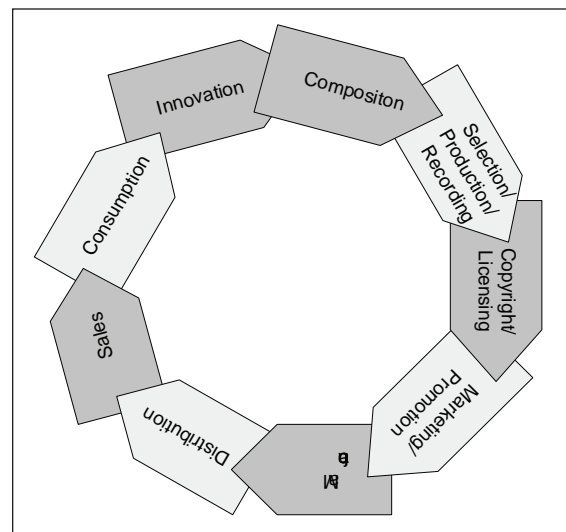 Innovation
Compositon
Selection/
Production/
Recording
Copyright/
Licensing
Marketing/
Promotion
Distribution
Sales
Consumption